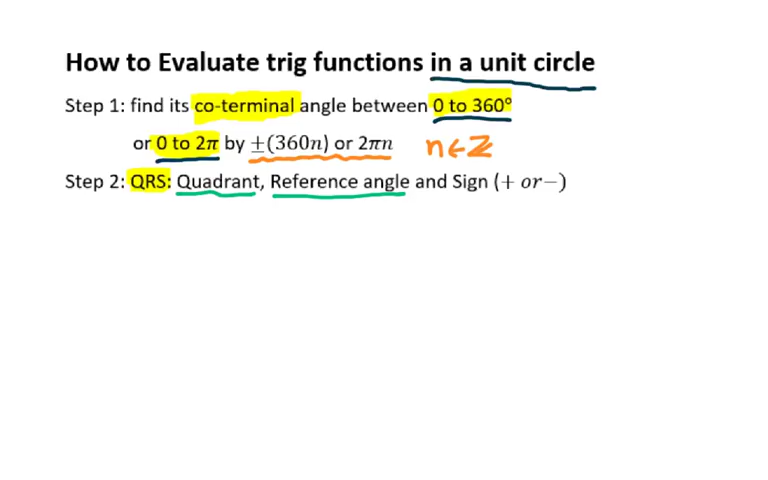 How to Evaluate trig functions in a unit circle
Step 1: find its co-terminal angle between 0 to 360°
or 0 to 2π by ±(360n) or 2πn n∈Z
Step 2: QRS: Quadrant, Reference angle and Sign (+ or−)